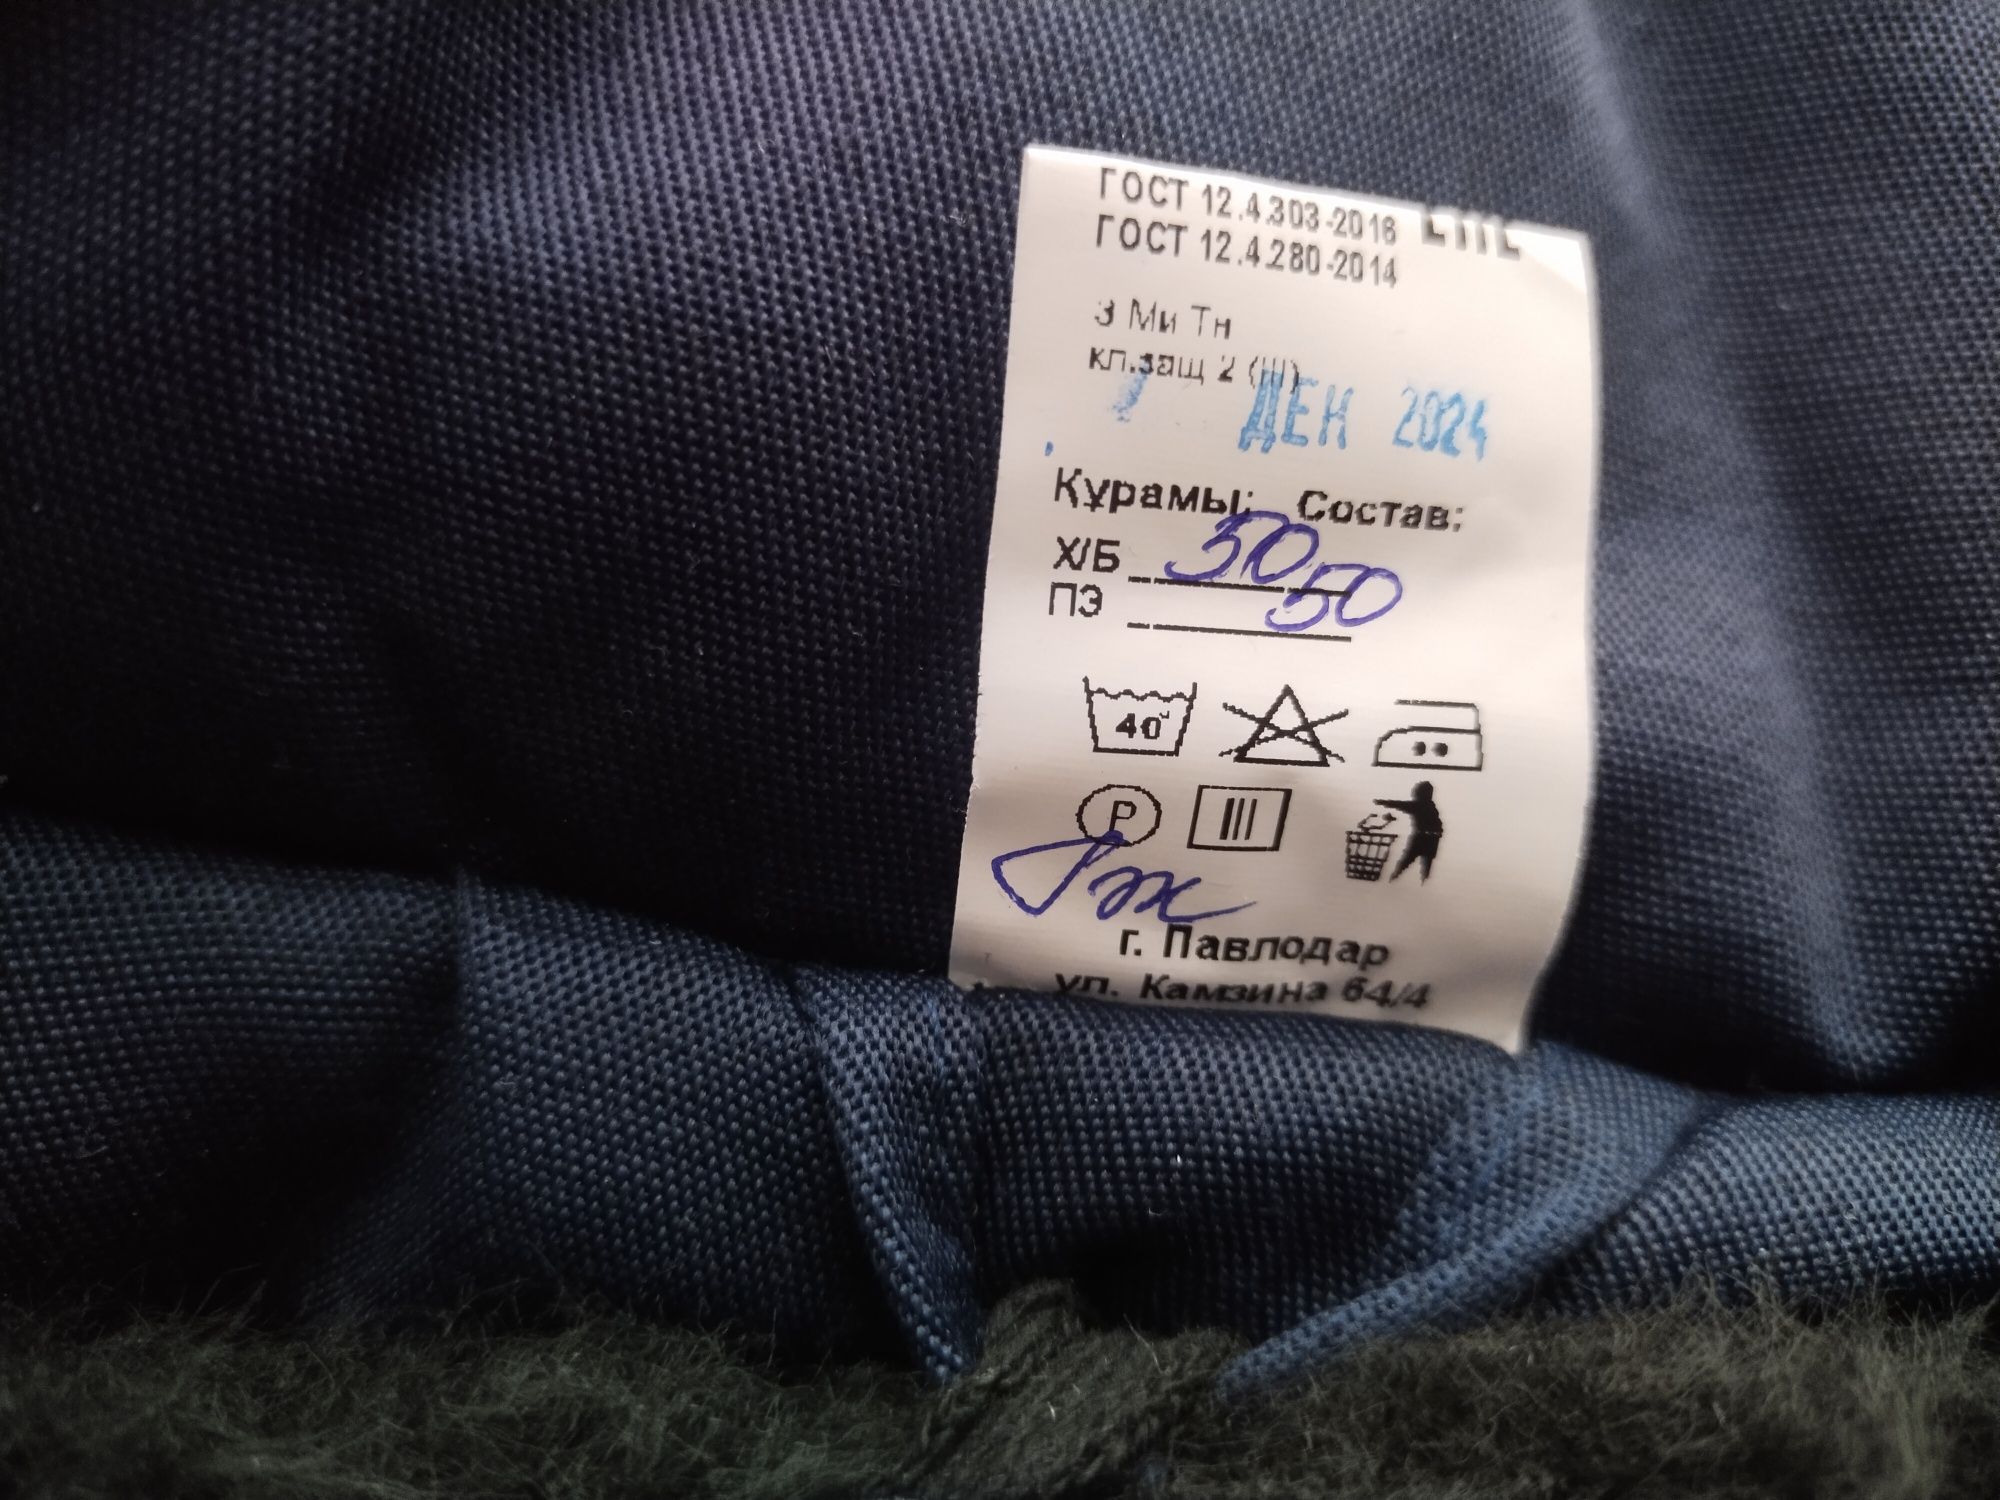 ГОСТ 12.4.303-2016
ГОСТ 12.4.280-2014
З Ми Тн
кл.защ 2 (III)
ДЕН 2024
Құрамы: Состав:
Х/Б 50
ПЭ 50
40
P
г. Павлодар
ул. Камзина 64/4